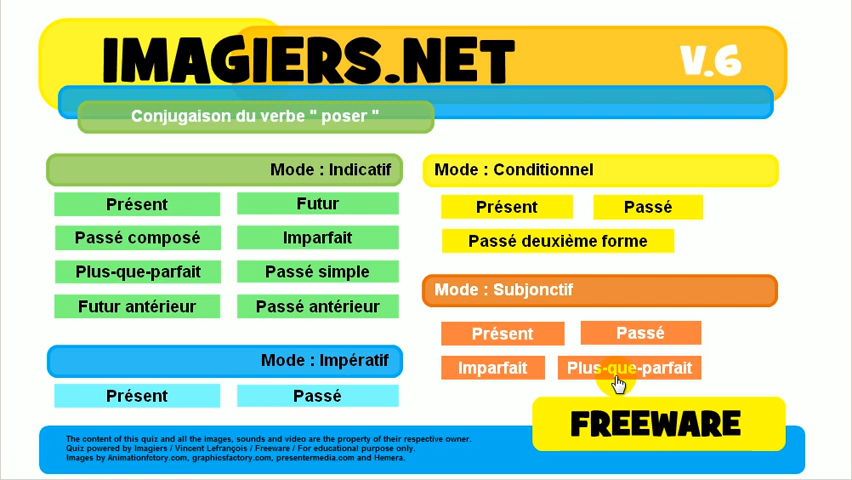 IMAGIERS.NET
V.6
Conjugaison du verbe " poser "
Mode : Indicatif
Présent
Futur
Passé composé
Imparfait
Plus-que-parfait
Passé simple
Futur antérieur
Passé antérieur
Mode : Impératif
Présent
Passé
Mode : Conditionnel
Présent
Passé
Passé deuxième forme
Mode : Subjonctif
Présent
Passé
Imparfait
Plus-que-parfait
FREEWARE
The content of this quiz and all the images, sounds and video are the property of their respective owner.
Quiz powered by Imagiers / Vincent Lefrançois / Freeware / For educational purpose only.
Images by Animationfctory.com, graphicsfactory.com, presentermedia.com and Hemera.